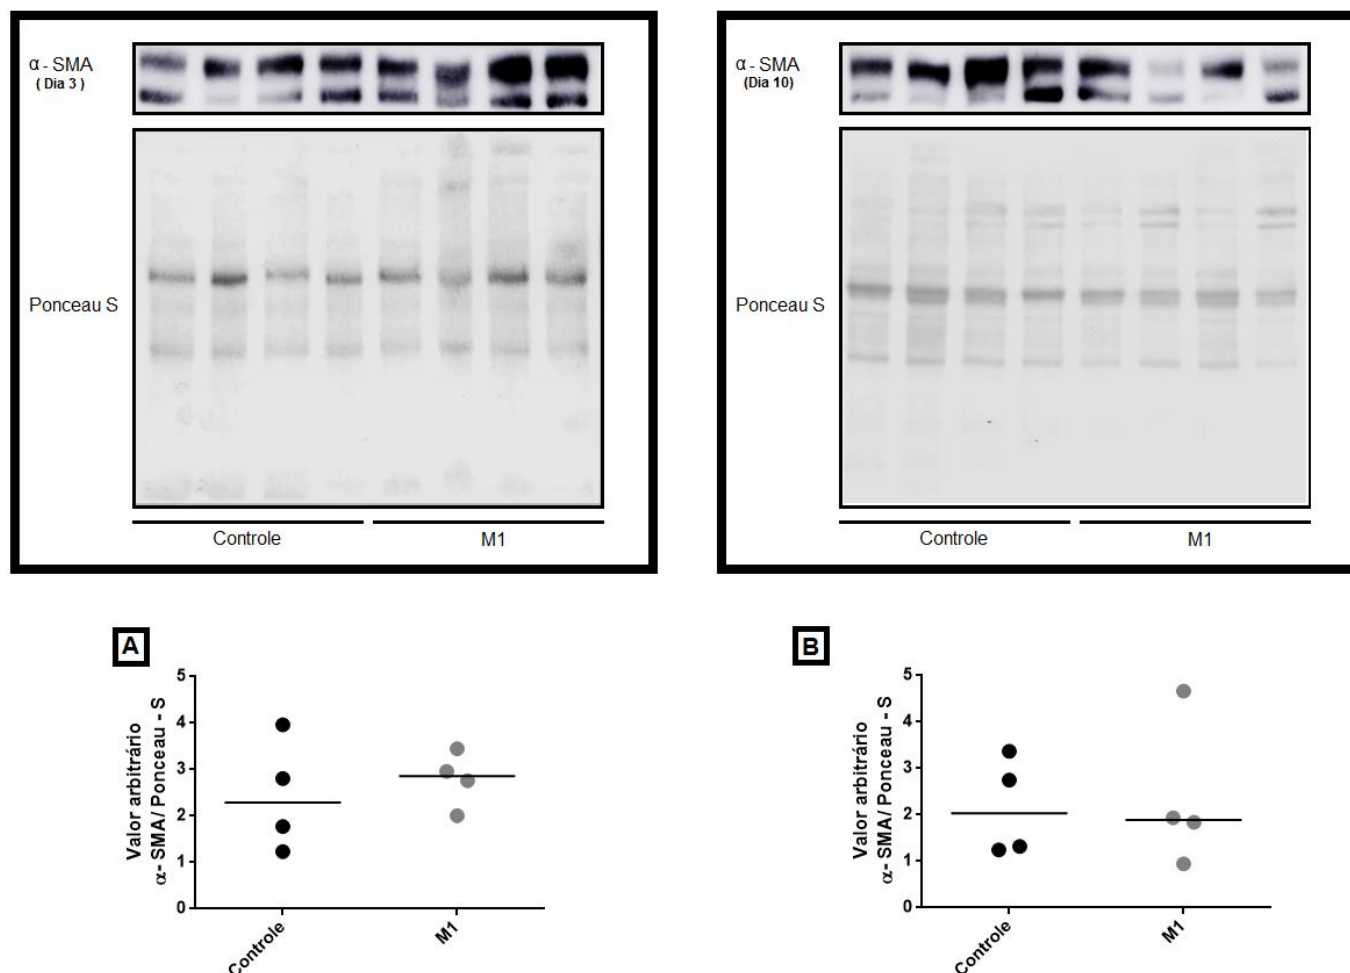 α - SMA
( Dia 3 )
Ponceau S
Controle
M1
α - SMA
(Dia 10)
Ponceau S
Controle
M1
A
Valor arbitrário
α- SMA/ Ponceau - S
5
4
3
2
1
0
Controle
M1
B
Valor arbitrário
α- SMA/ Ponceau - S
5
4
3
2
1
0
Controle
M1